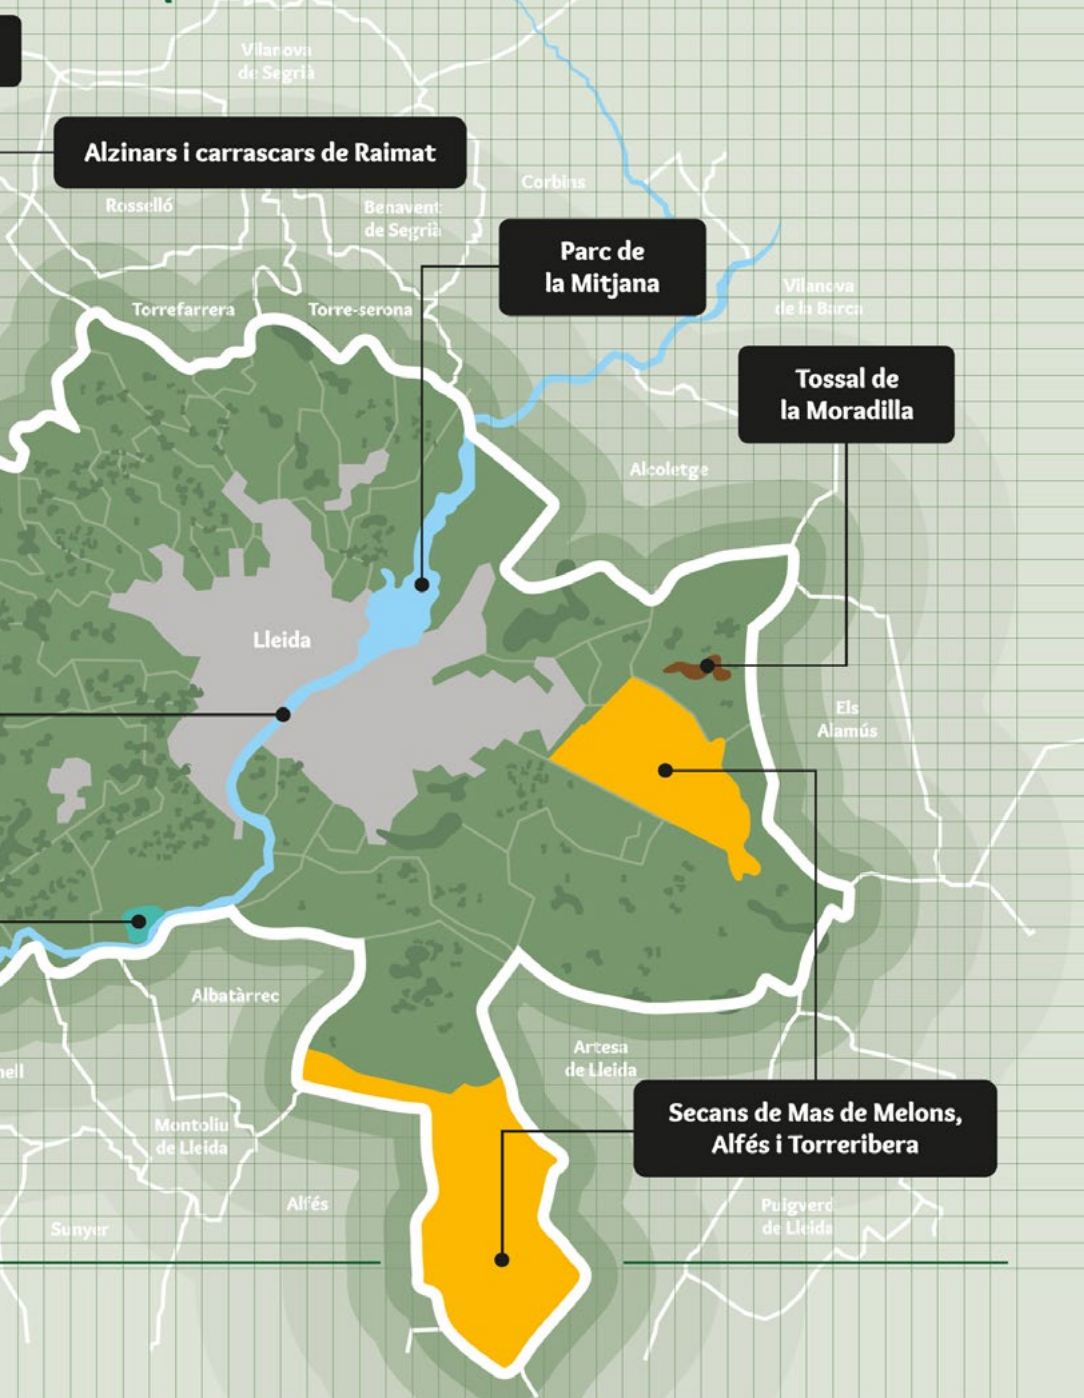 Vilanova
de Segrià
Alzinars i carrascars de Raimat
Corbins
Rosselló
Benavent
de Segrià
Parc de
la Mitjana
Vilanova
de la Barca
Torrefarrera
Torre-serona
Tossal de
la Moradilla
Alcoletge
Lleida
Els
Alamús
Albatàrrec
Artesa
de Lleida
nell
Secans de Mas de Melons,
Alfés i Torreribera
Montoliu
de Lleida
Alfés
Puigverd
de Lleida
Sunyer